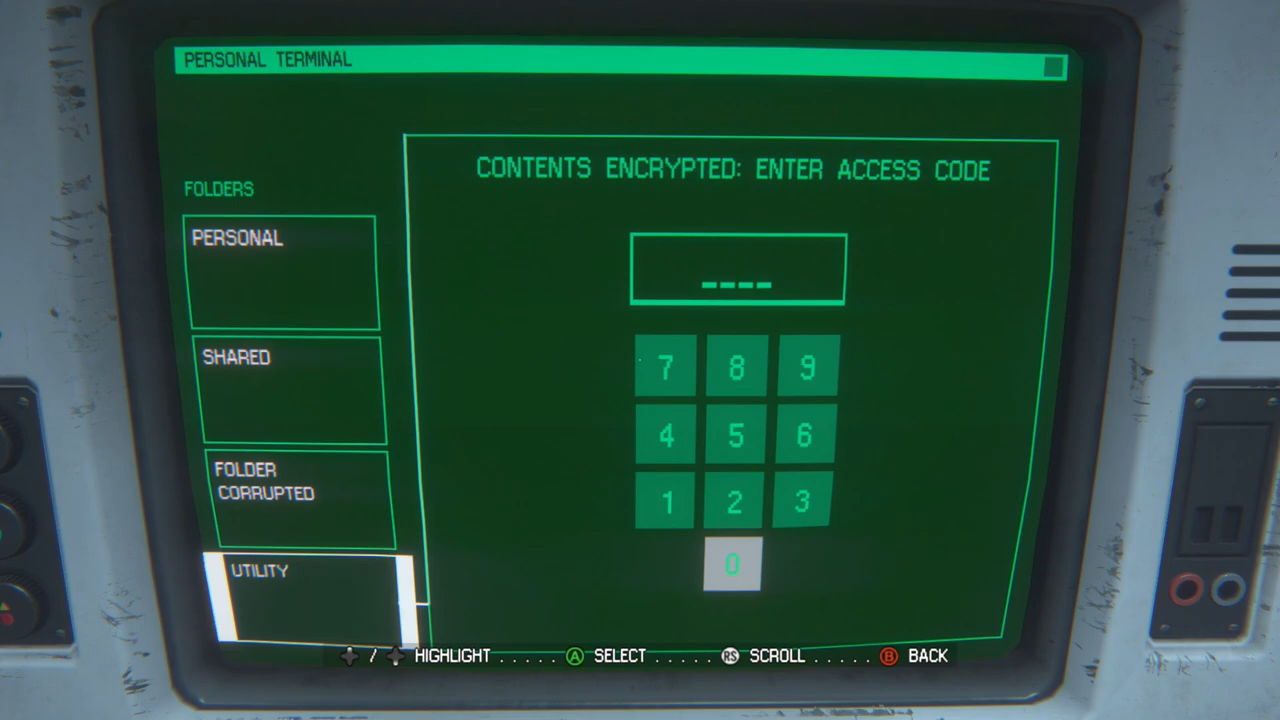 PERSONAL TERMINAL
CONTENTS ENCRYPTED: ENTER ACCESS CODE
FOLDERS
PERSONAL
SHARED
FOLDER
CORRUPTED
UTILITY
_ _ _ _
7 8 9
4 5 6
1 2 3
0
/ HIGHLIGHT . . . . . A SELECT . . . . . RS SCROLL . . . . . B BACK